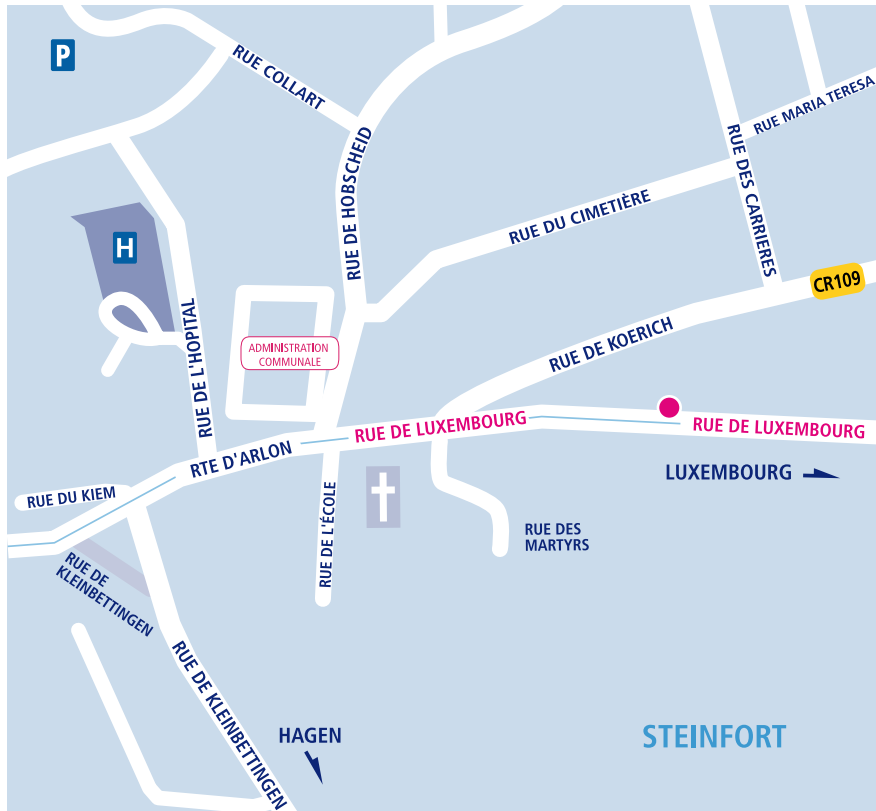 P
RUE COLLART
RUE MARIA TERESA
RUE DE HOBSCHEID
RUE DES CARRIERES
RUE DU CIMETIÈRE
H
CR109
RUE DE L'HOPITAL
ADMINISTRATION
COMMUNALE
RUE DE KOERICH
RUE DE LUXEMBOURG
RUE DE LUXEMBOURG
RTE D'ARLON
LUXEMBOURG
RUE DU KIEM
RUE DE L'ÉCOLE
RUE DES
MARTYRS
RUE DE
KLEINBETTINGEN
RUE DE KLEINBETTINGEN
HAGEN
STEINFORT